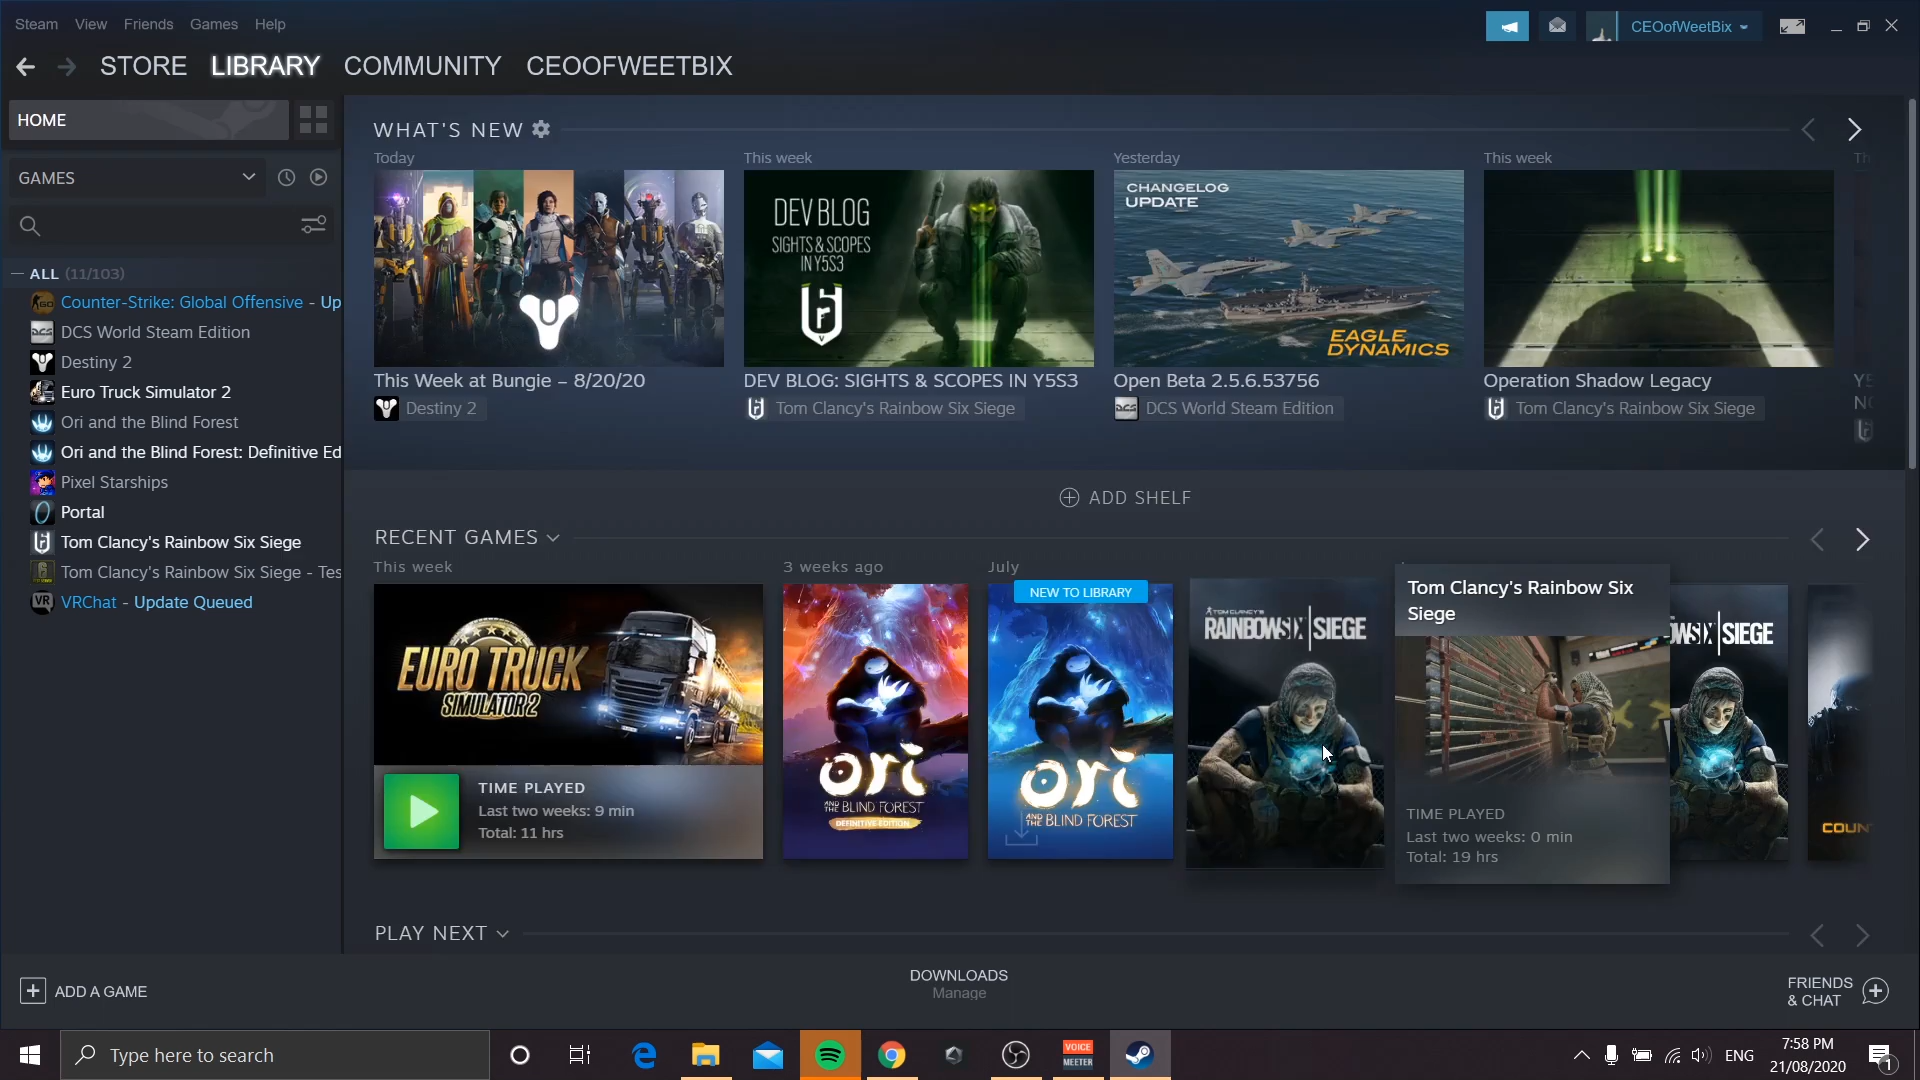 Steam View Friends Games Help
CEOofWeetBix
STORE LIBRARY COMMUNITY CEOOFWEETBIX
HOME
GAMES
ALL (11/103)
Counter-Strike: Global Offensive - Up
DCS World Steam Edition
Destiny 2
Euro Truck Simulator 2
Ori and the Blind Forest
Ori and the Blind Forest: Definitive Ed
Pixel Starships
Portal
Tom Clancy's Rainbow Six Siege
Tom Clancy's Rainbow Six Siege - Tes
VRChat - Update Queued
WHAT'S NEW
Today
This week
Yesterday
This week
Th
DEV BLOG
SIGHTS & SCOPES
IN Y5S3
CHANGELOG
UPDATE
EAGLE
DYNAMICS
This Week at Bungie – 8/20/20
Destiny 2
DEV BLOG: SIGHTS & SCOPES IN Y5S3
Tom Clancy's Rainbow Six Siege
Open Beta 2.5.6.53756
DCS World Steam Edition
Operation Shadow Legacy
Tom Clancy's Rainbow Six Siege
ADD SHELF
RECENT GAMES
This week
3 weeks ago
July
EURO TRUCK
SIMULATOR 2
TIME PLAYED
Last two weeks: 9 min
Total: 11 hrs
ori
AND THE BLIND FOREST
DEFINITIVE EDITION
NEW TO LIBRARY
ori
AND THE BLIND FOREST
TOM CLANCY'S
RAINBOW SIX | SIEGE
Tom Clancy's Rainbow Six
Siege
TIME PLAYED
Last two weeks: 0 min
Total: 19 hrs
WSIX | SIEGE
COUN
PLAY NEXT
ADD A GAME
DOWNLOADS
Manage
FRIENDS
& CHAT
Type here to search
VOICE
MEETER
ENG
7:58 PM
21/08/2020
1